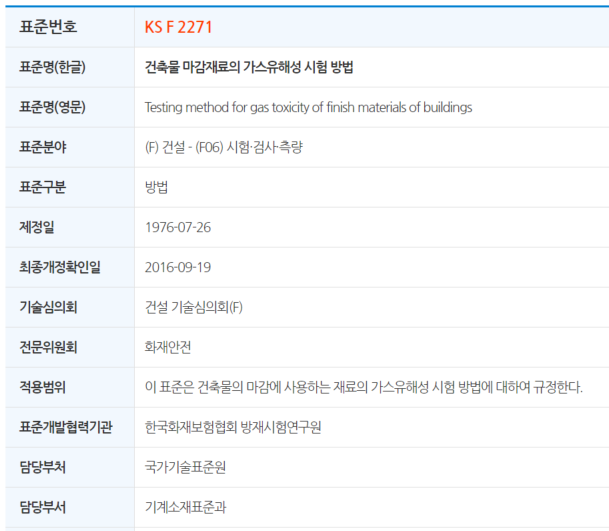 표준번호 KS F 2271
표준명(한글) 건축물 마감재료의 가스유해성 시험 방법
표준명(영문) Testing method for gas toxicity of finish materials of buildings
표준분야 (F) 건설 - (F06) 시험·검사·측량
표준구분 방법
제정일 1976-07-26
최종개정확인일 2016-09-19
기술심의회 건설 기술심의회(F)
전문위원회 화재안전
적용범위 이 표준은 건축물의 마감에 사용하는 재료의 가스유해성 시험 방법에 대하여 규정한다.
표준개발협력기관 한국화재보험협회 방재시험연구원
담당부처 국가기술표준원
담당부서 기계소재표준과